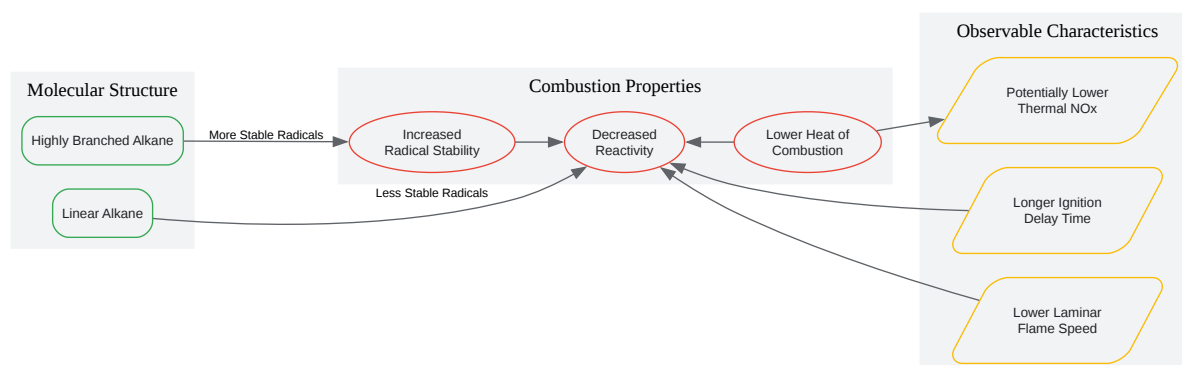 Molecular Structure
Highly Branched Alkane
Linear Alkane
More Stable Radicals
Less Stable Radicals
Combustion Properties
Increased
Radical Stability
Decreased
Reactivity
Lower Heat of
Combustion
Observable Characteristics
Potentially Lower
Thermal NOx
Longer Ignition
Delay Time
Lower Laminar
Flame Speed